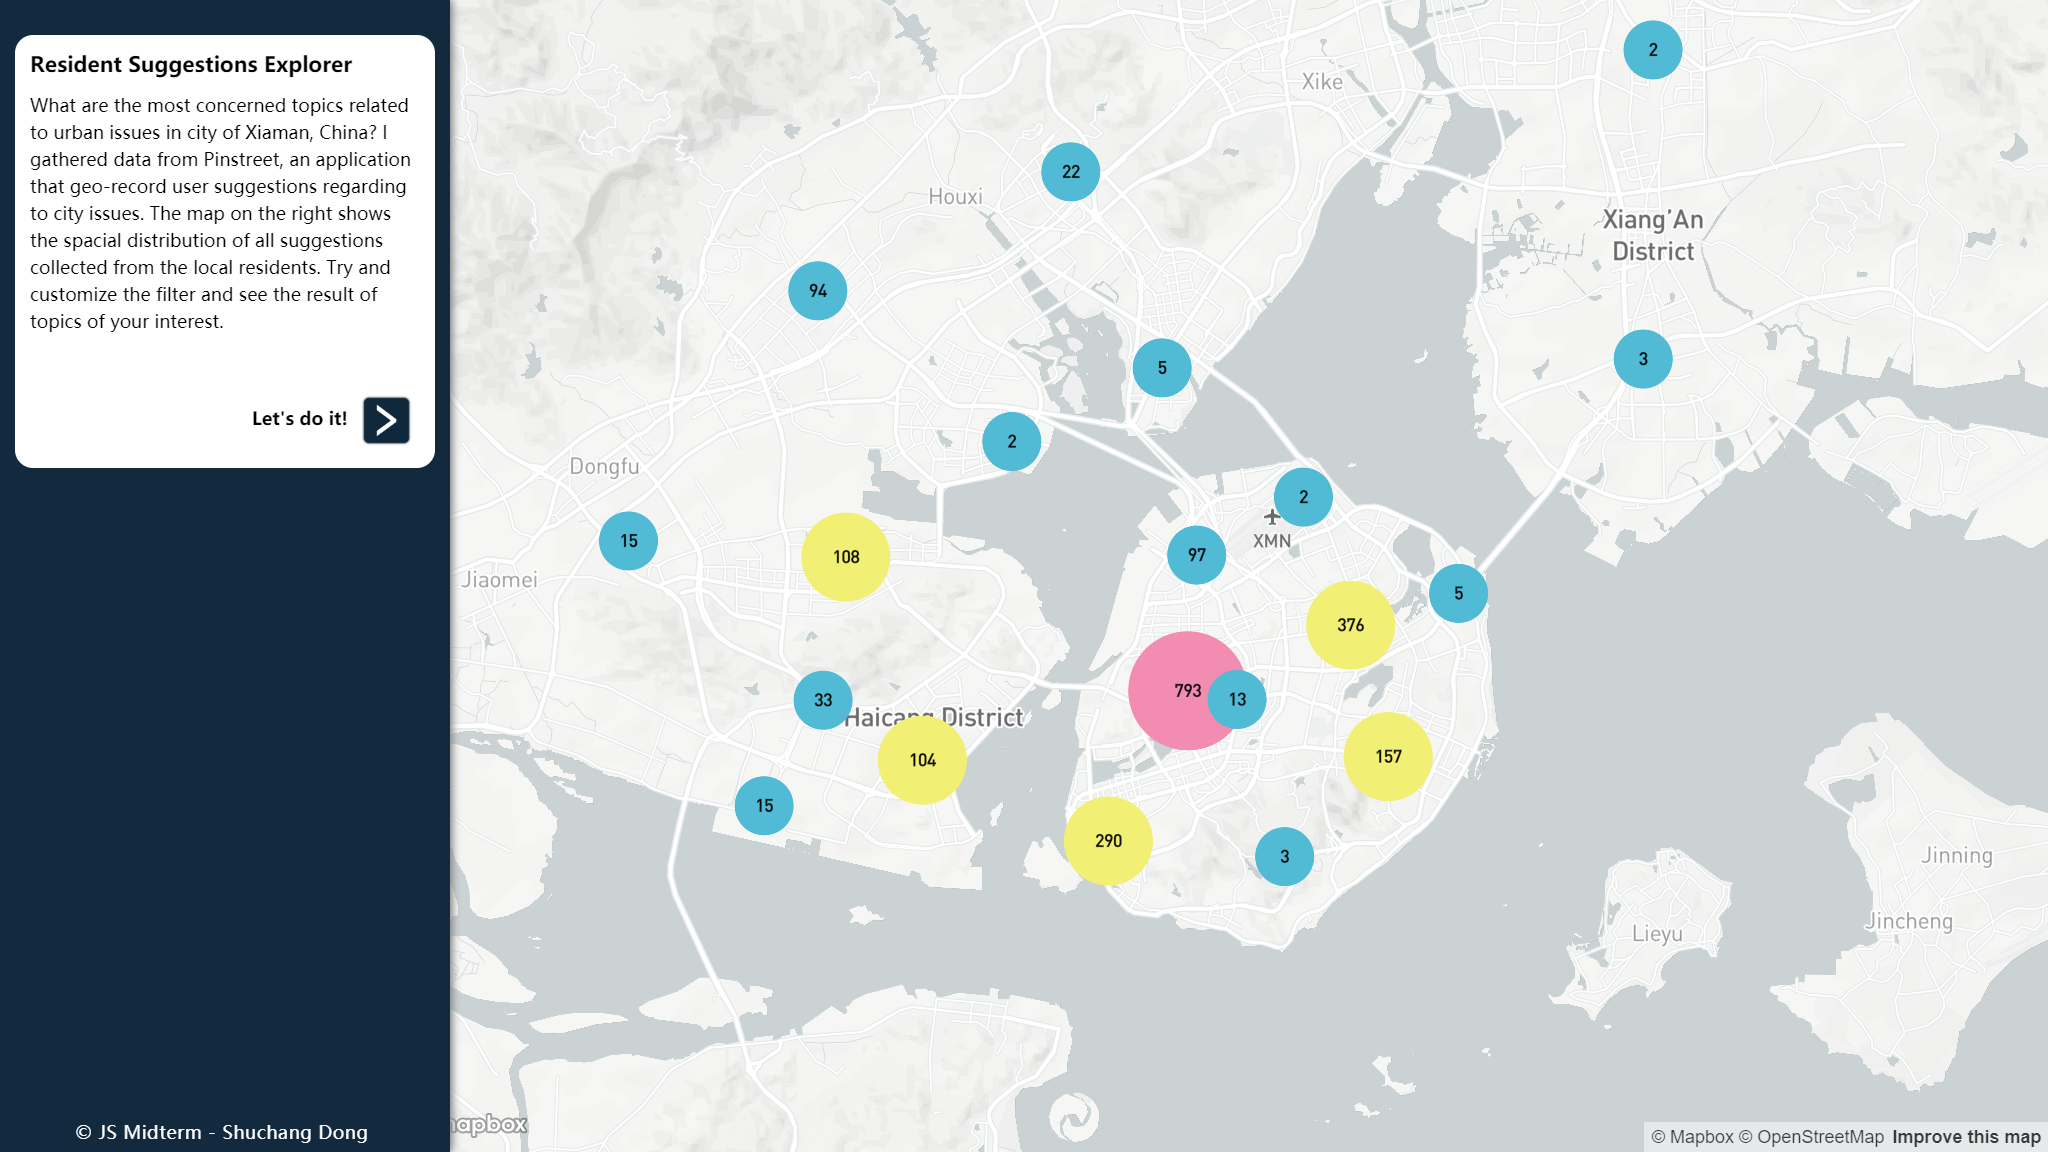 Resident Suggestions Explorer
What are the most concerned topics related
to urban issues in city of Xiaman, China? I
gathered data from Pinstreet, an application
that geo-record user suggestions regarding
to city issues. The map on the right shows
the spacial distribution of all suggestions
collected from the local residents. Try and
customize the filter and see the result of
topics of your interest.
Let's do it!
© JS Midterm - Shuchang Dong
2
Xike
22
Houxi
Xiang'An
District
94
3
5
2
Dongfu
2
XMN
15
108
97
Jiaomei
5
376
793
13
33
Haicang District
104
157
15
290
3
Jinning
Jincheng
Lieyu
mapbox
© Mapbox © OpenStreetMap Improve this map